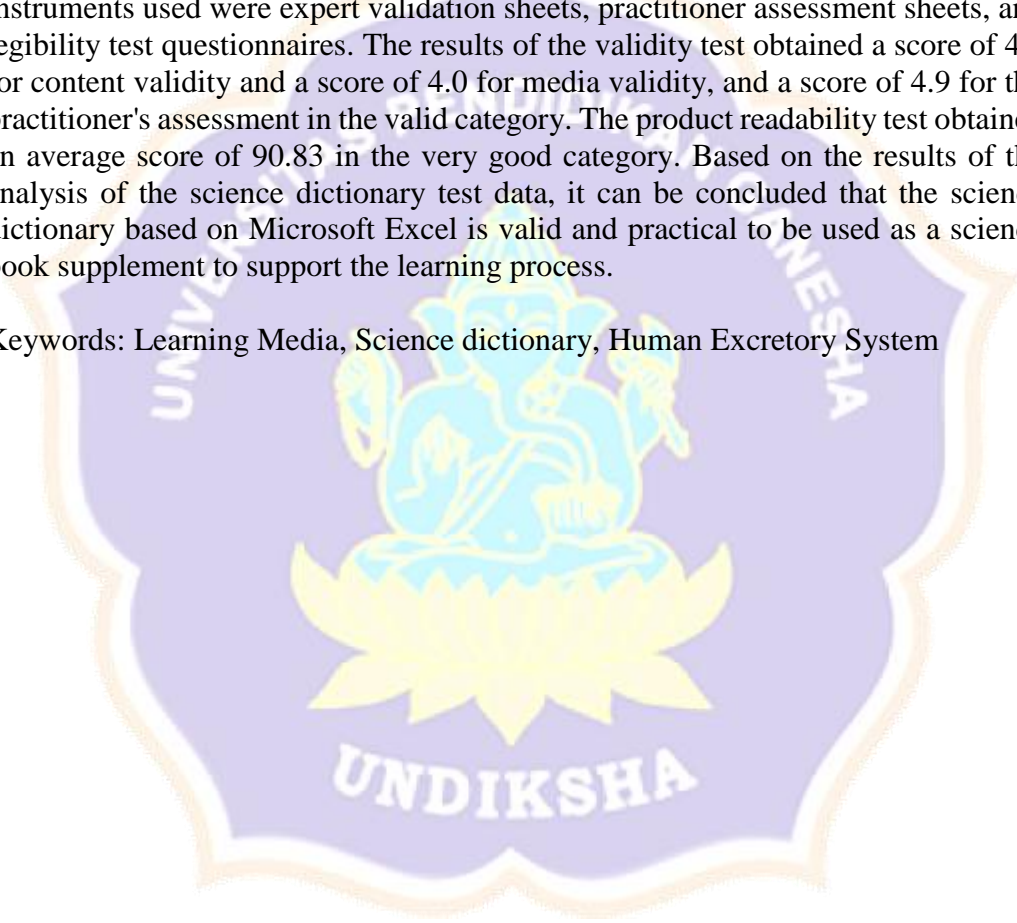 nstruments used were expert validation sheets, practitioner assessment sheets, an
egibility test questionnaires. The results of the validity test obtained a score of 4.
or content validity and a score of 4.0 for media validity, and a score of 4.9 for th
ractitioner's assessment in the valid category. The product readability test obtaine
n average score of 90.83 in the very good category. Based on the results of th
nalysis of the science dictionary test data, it can be concluded that the scienc
ictionary based on Microsoft Excel is valid and practical to be used as a scienc
ook supplement to support the learning process.
Keywords: Learning Media, Science dictionary, Human Excretory System
UNIVERSITAS PENDIDIKAN GANESHA
UNDIKSHA